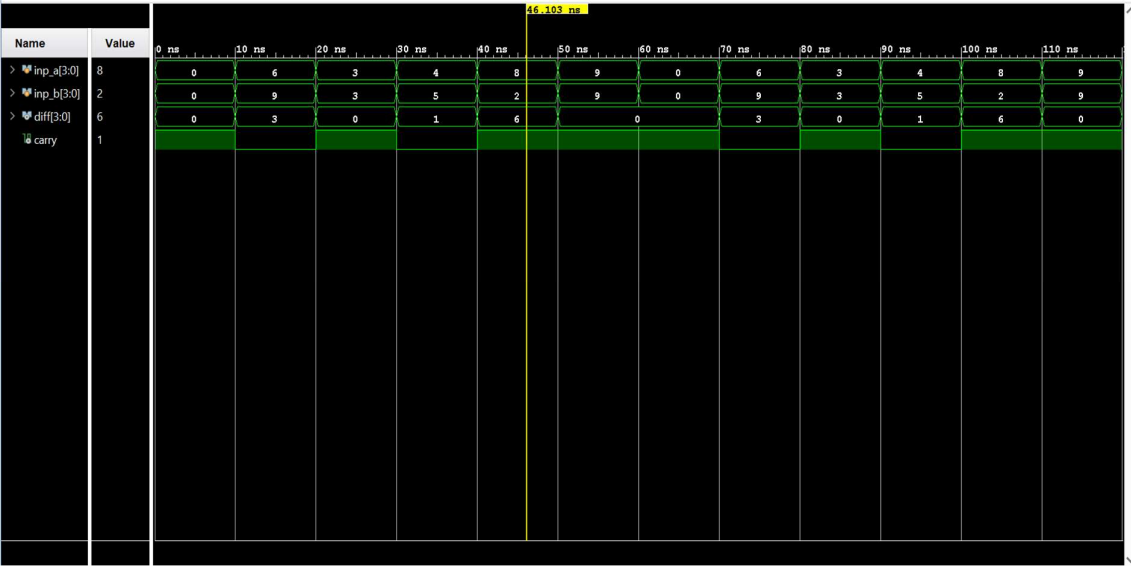 46.103 ns
Name Value
0 ns 10 ns 20 ns 30 ns 40 ns 50 ns 60 ns 70 ns 80 ns 90 ns 100 ns 110 ns
inp_a[3:0] 8 0 6 3 4 8 9 0 6 3 4 8 9
inp_b[3:0] 2 0 9 3 5 2 9 0 9 3 5 2 9
diff[3:0] 6 0 3 0 1 6 0 3 0 1 6 0
carry 1